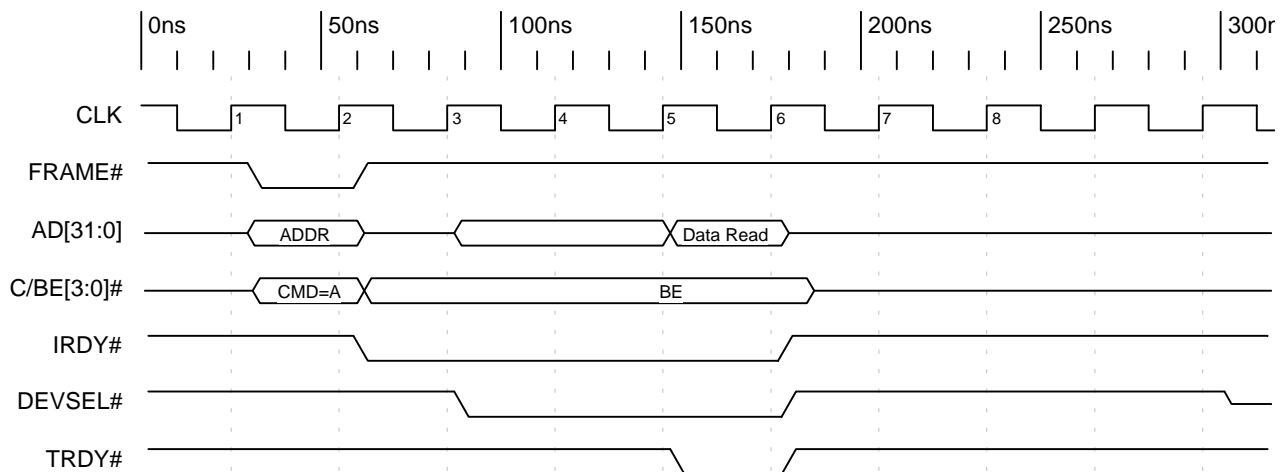 0ns 50ns 100ns 150ns 200ns 250ns
CLK 1 2 3 4 5 6 7 8
FRAME#
AD[31:0] ADDR Data Read
C/BE[3:0]# CMD=A BE
IRDY#
DEVSEL#
TRDY#